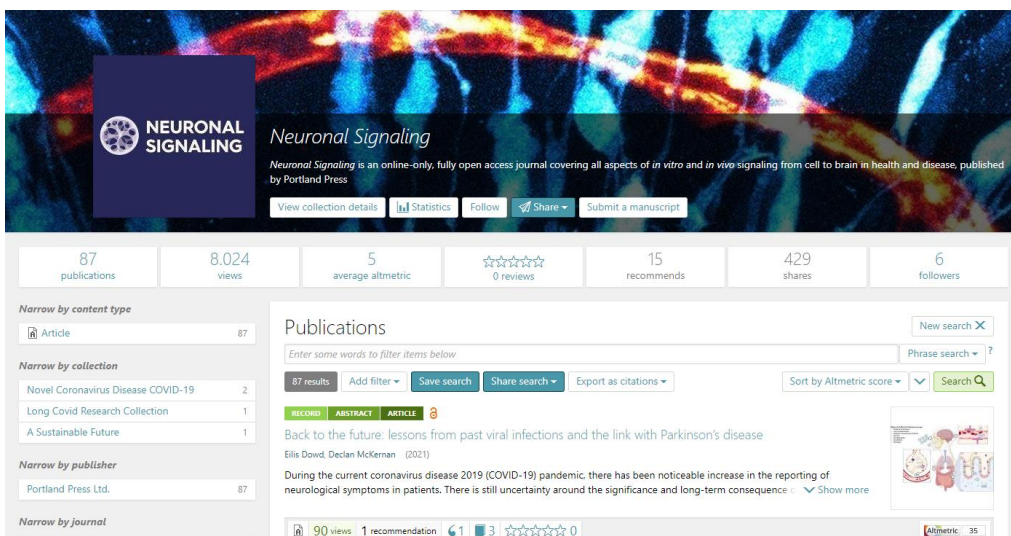 NEURONAL
SIGNALING
Neuronal Signaling
Neuronal Signaling is an online-only, fully open access journal covering all aspects of in vitro and in vivo signaling from cell to brain in health and disease, published
by Portland Press
View collection details
Statistics
Follow
Share
Submit a manuscript
87
publications
8.024
views
5
average altmetric
0 reviews
15
recommends
429
shares
6
followers
Narrow by content type
Article 87
Narrow by collection
Novel Coronavirus Disease COVID-19 2
Long Covid Research Collection 1
A Sustainable Future 1
Narrow by publisher
Portland Press Ltd. 87
Narrow by journal
Publications
New search X
Enter some words to filter items below
Phrase search ?
87 results
Add filter
Save search
Share search
Export as citations
Sort by Altmetric score
Search
RECORD ABSTRACT ARTICLE
Back to the future: lessons from past viral infections and the link with Parkinson's disease
Eilis Dowd, Declan McKernan (2021)
During the current coronavirus disease 2019 (COVID-19) pandemic, there has been noticeable increase in the reporting of
neurological symptoms in patients. There is still uncertainty around the significance and long-term consequence Show more
90 views 1 recommendation 1 3 0
Altmetric 35